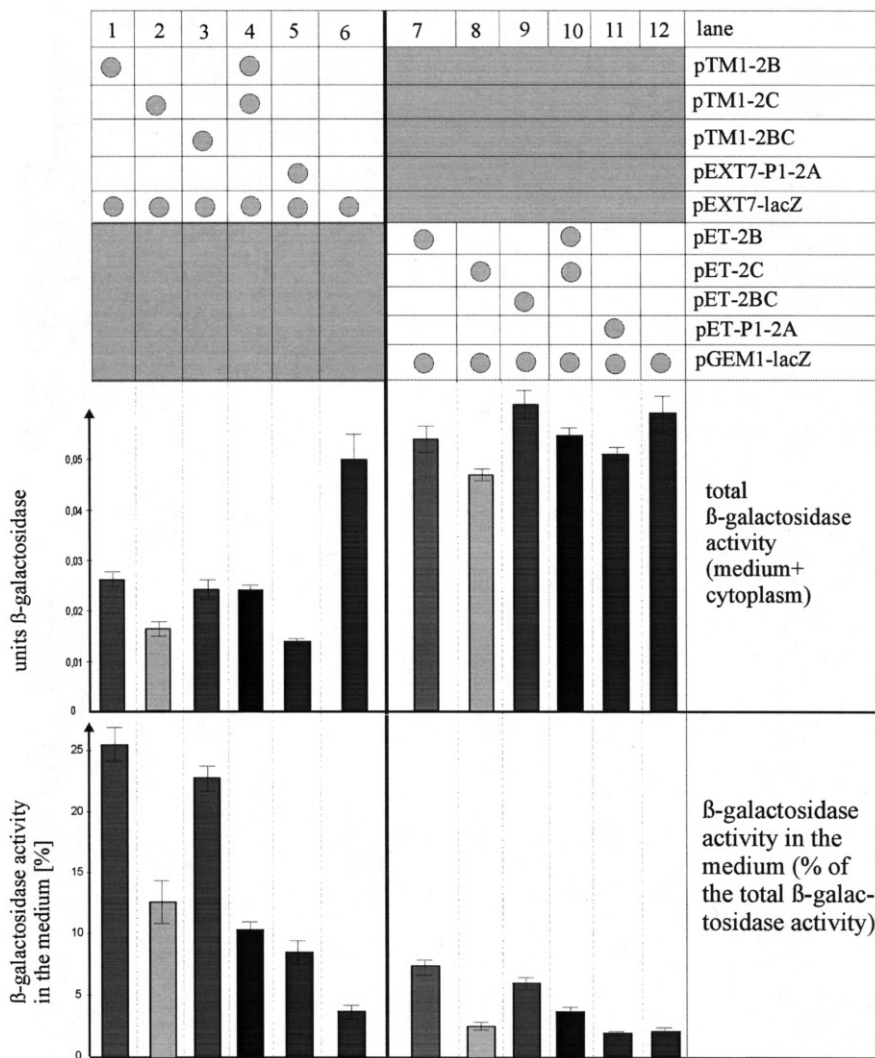 1 2 3 4 5 6 7 8 9 10 11 12 lane
pTM1-2B
pTM1-2C
pTM1-2BC
pEXT7-P1-2A
pEXT7-lacZ
pET-2B
pET-2C
pET-2BC
pET-P1-2A
pGEM1-lacZ
units ß-galactosidase
0,05
0,04
0,03
0,02
0,01
0
total
ß-galactosidase
activity
(medium+
cytoplasm)
ß-galactosidase activity
in the medium [%]
25
20
15
10
5
0
ß-galactosidase
activity in the
medium (% of
the total ß-galac-
tosidase activity)